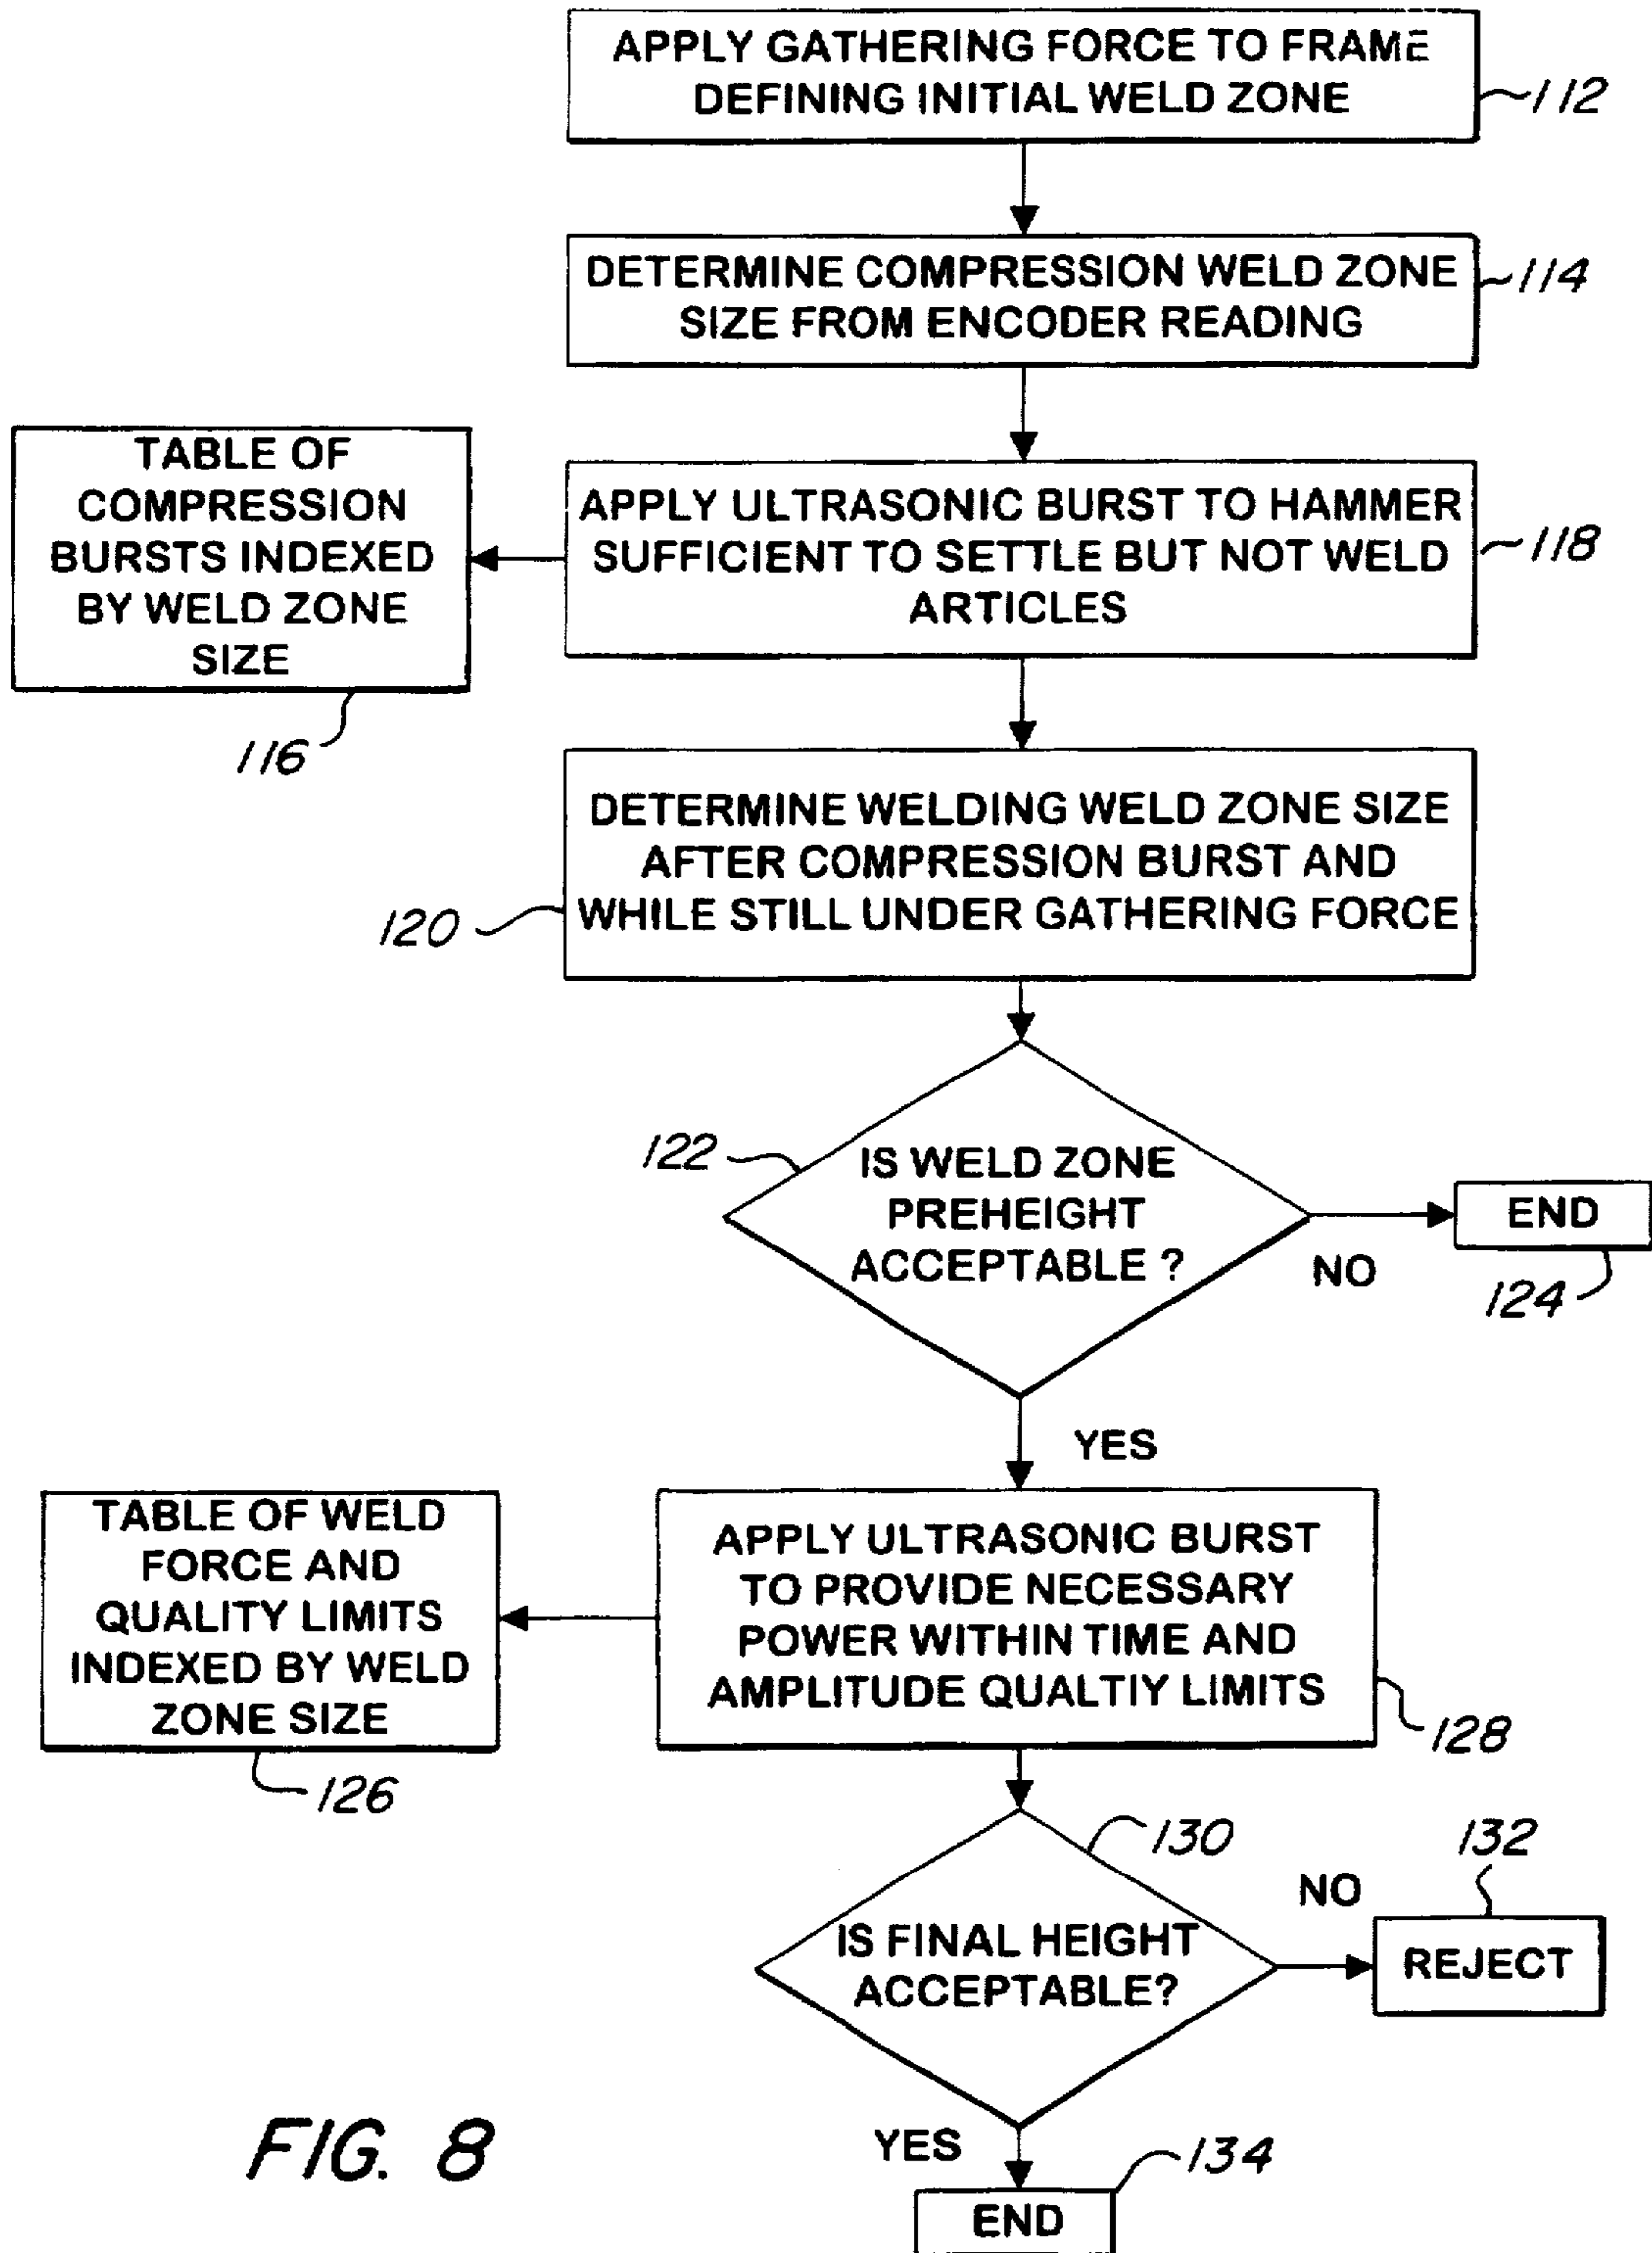 APPLY GATHERING FORCE TO FRAME
DEFINING INITIAL WELD ZONE
112
DETERMINE COMPRESSION WELD ZONE
SIZE FROM ENCODER READING
114
TABLE OF
COMPRESSION
BURSTS INDEXED
BY WELD ZONE
SIZE
116
APPLY ULTRASONIC BURST TO HAMMER
SUFFICIENT TO SETTLE BUT NOT WELD
ARTICLES
118
DETERMINE WELDING WELD ZONE SIZE
AFTER COMPRESSION BURST AND
WHILE STILL UNDER GATHERING FORCE
120
122
IS WELD ZONE
PREHEIGHT
ACCEPTABLE ?
NO
END
124
YES
TABLE OF WELD
FORCE AND
QUALITY LIMITS
INDEXED BY WELD
ZONE SIZE
126
APPLY ULTRASONIC BURST
TO PROVIDE NECESSARY
POWER WITHIN TIME AND
AMPLITUDE QUALTIY LIMITS
128
130
IS FINAL HEIGHT
ACCEPTABLE?
NO
132
REJECT
YES
134
END
FIG. 8